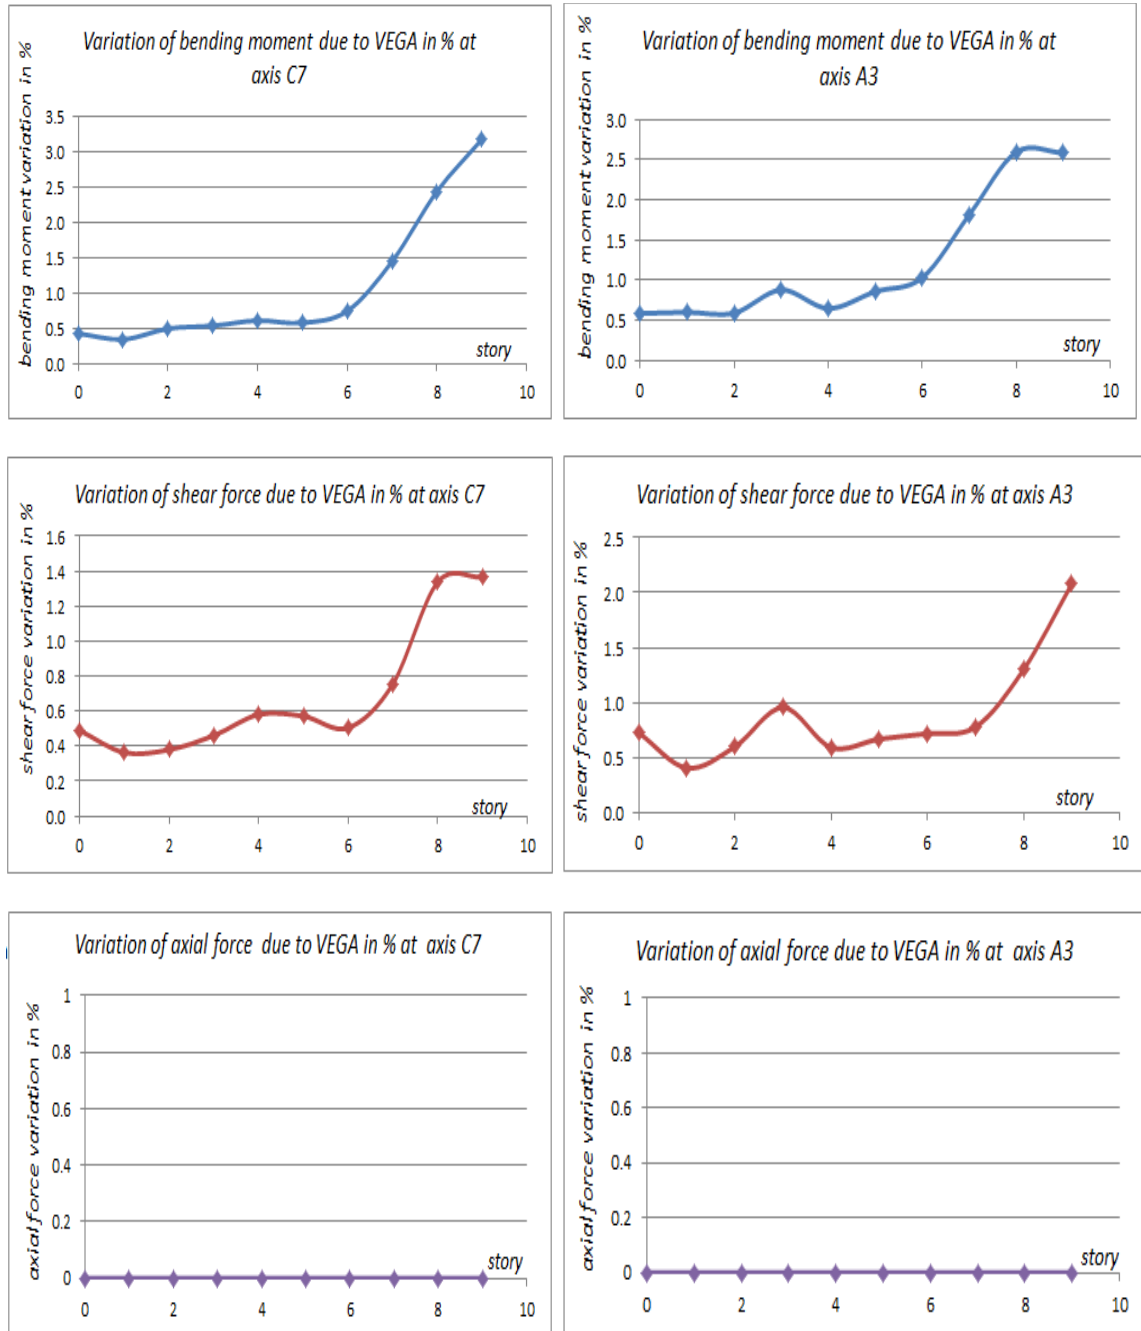 Variation of bending moment due to VEGA in % at
axis C7
bending moment variation in %
3.5
3.0
2.5
2.0
1.5
1.0
0.5
0.0
story
0 2 4 6 8 10
Variation of bending moment due to VEGA in % at
axis A3
bending moment variation in %
3.0
2.5
2.0
1.5
1.0
0.5
0.0
story
0 2 4 6 8 10
Variation of shear force due to VEGA in % at axis C7
shear force variation in %
1.6
1.4
1.2
1.0
0.8
0.6
0.4
0.2
0.0
story
0 2 4 6 8 10
Variation of shear force due to VEGA in % at axis A3
shear force variation in %
2.5
2.0
1.5
1.0
0.5
0.0
story
0 2 4 6 8 10
Variation of axial force due to VEGA in % at axis C7
axial force variation in %
1
0.8
0.6
0.4
0.2
0
story
0 2 4 6 8 10
Variation of axial force due to VEGA in % at axis A3
axial force variation in %
1
0.8
0.6
0.4
0.2
0
story
0 2 4 6 8 10